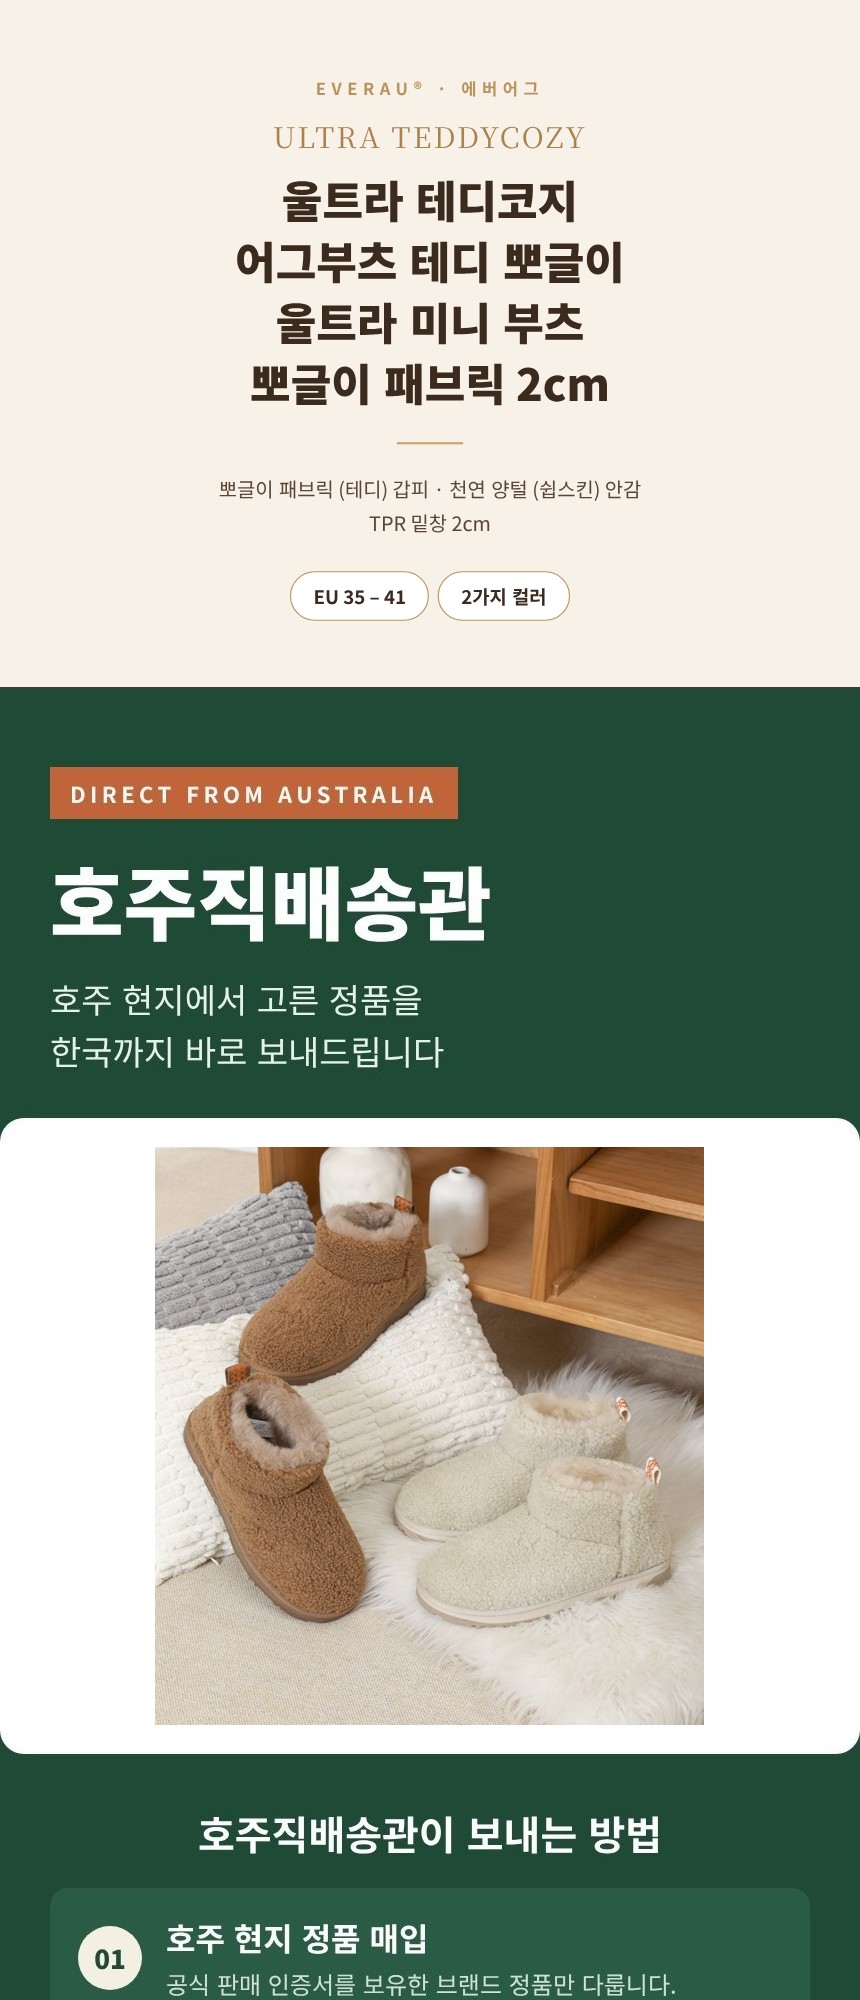 EVERAU® · 에버어그
ULTRA TEDDYCOZY
울트라 테디코지
어그부츠 테디 뽀글이
울트라 미니 부츠
뽀글이 패브릭 2cm
뽀글이 패브릭 (테디) 갑피 · 천연 양털 (쉽스킨) 안감
TPR 밑창 2cm
EU 35 – 41
2가지 컬러
DIRECT FROM AUSTRALIA
호주직배송관
호주 현지에서 고른 정품을
한국까지 바로 보내드립니다
호주직배송관이 보내는 방법
01
호주 현지 정품 매입
공식 판매 인증서를 보유한 브랜드 정품만 다룹니다.